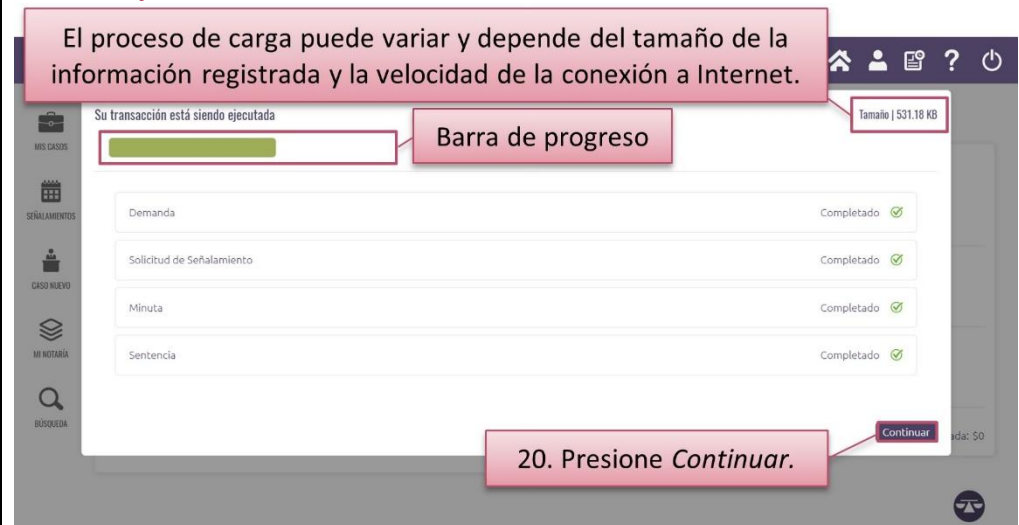 El proceso de carga puede variar y depende del tamaño de la
información registrada y la velocidad de la conexión a Internet.
Su transacción está siendo ejecutada
Tamaño | 531.18 KB
Barra de progreso
MIS CASOS
SEÑALAMIENTOS
CASO NUEVO
MI NOTARÍA
BÚSQUEDA
Demanda Completado
Solicitud de Señalamiento Completado
Minuta Completado
Sentencia Completado
Continuar
ada: $0
20. Presione Continuar.